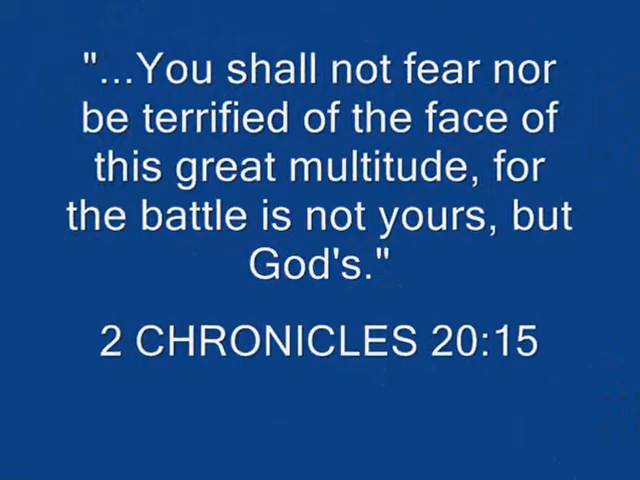 "...You shall not fear nor
be terrified of the face of
this great multitude, for
the battle is not yours, but
God's."
2 CHRONICLES 20:15